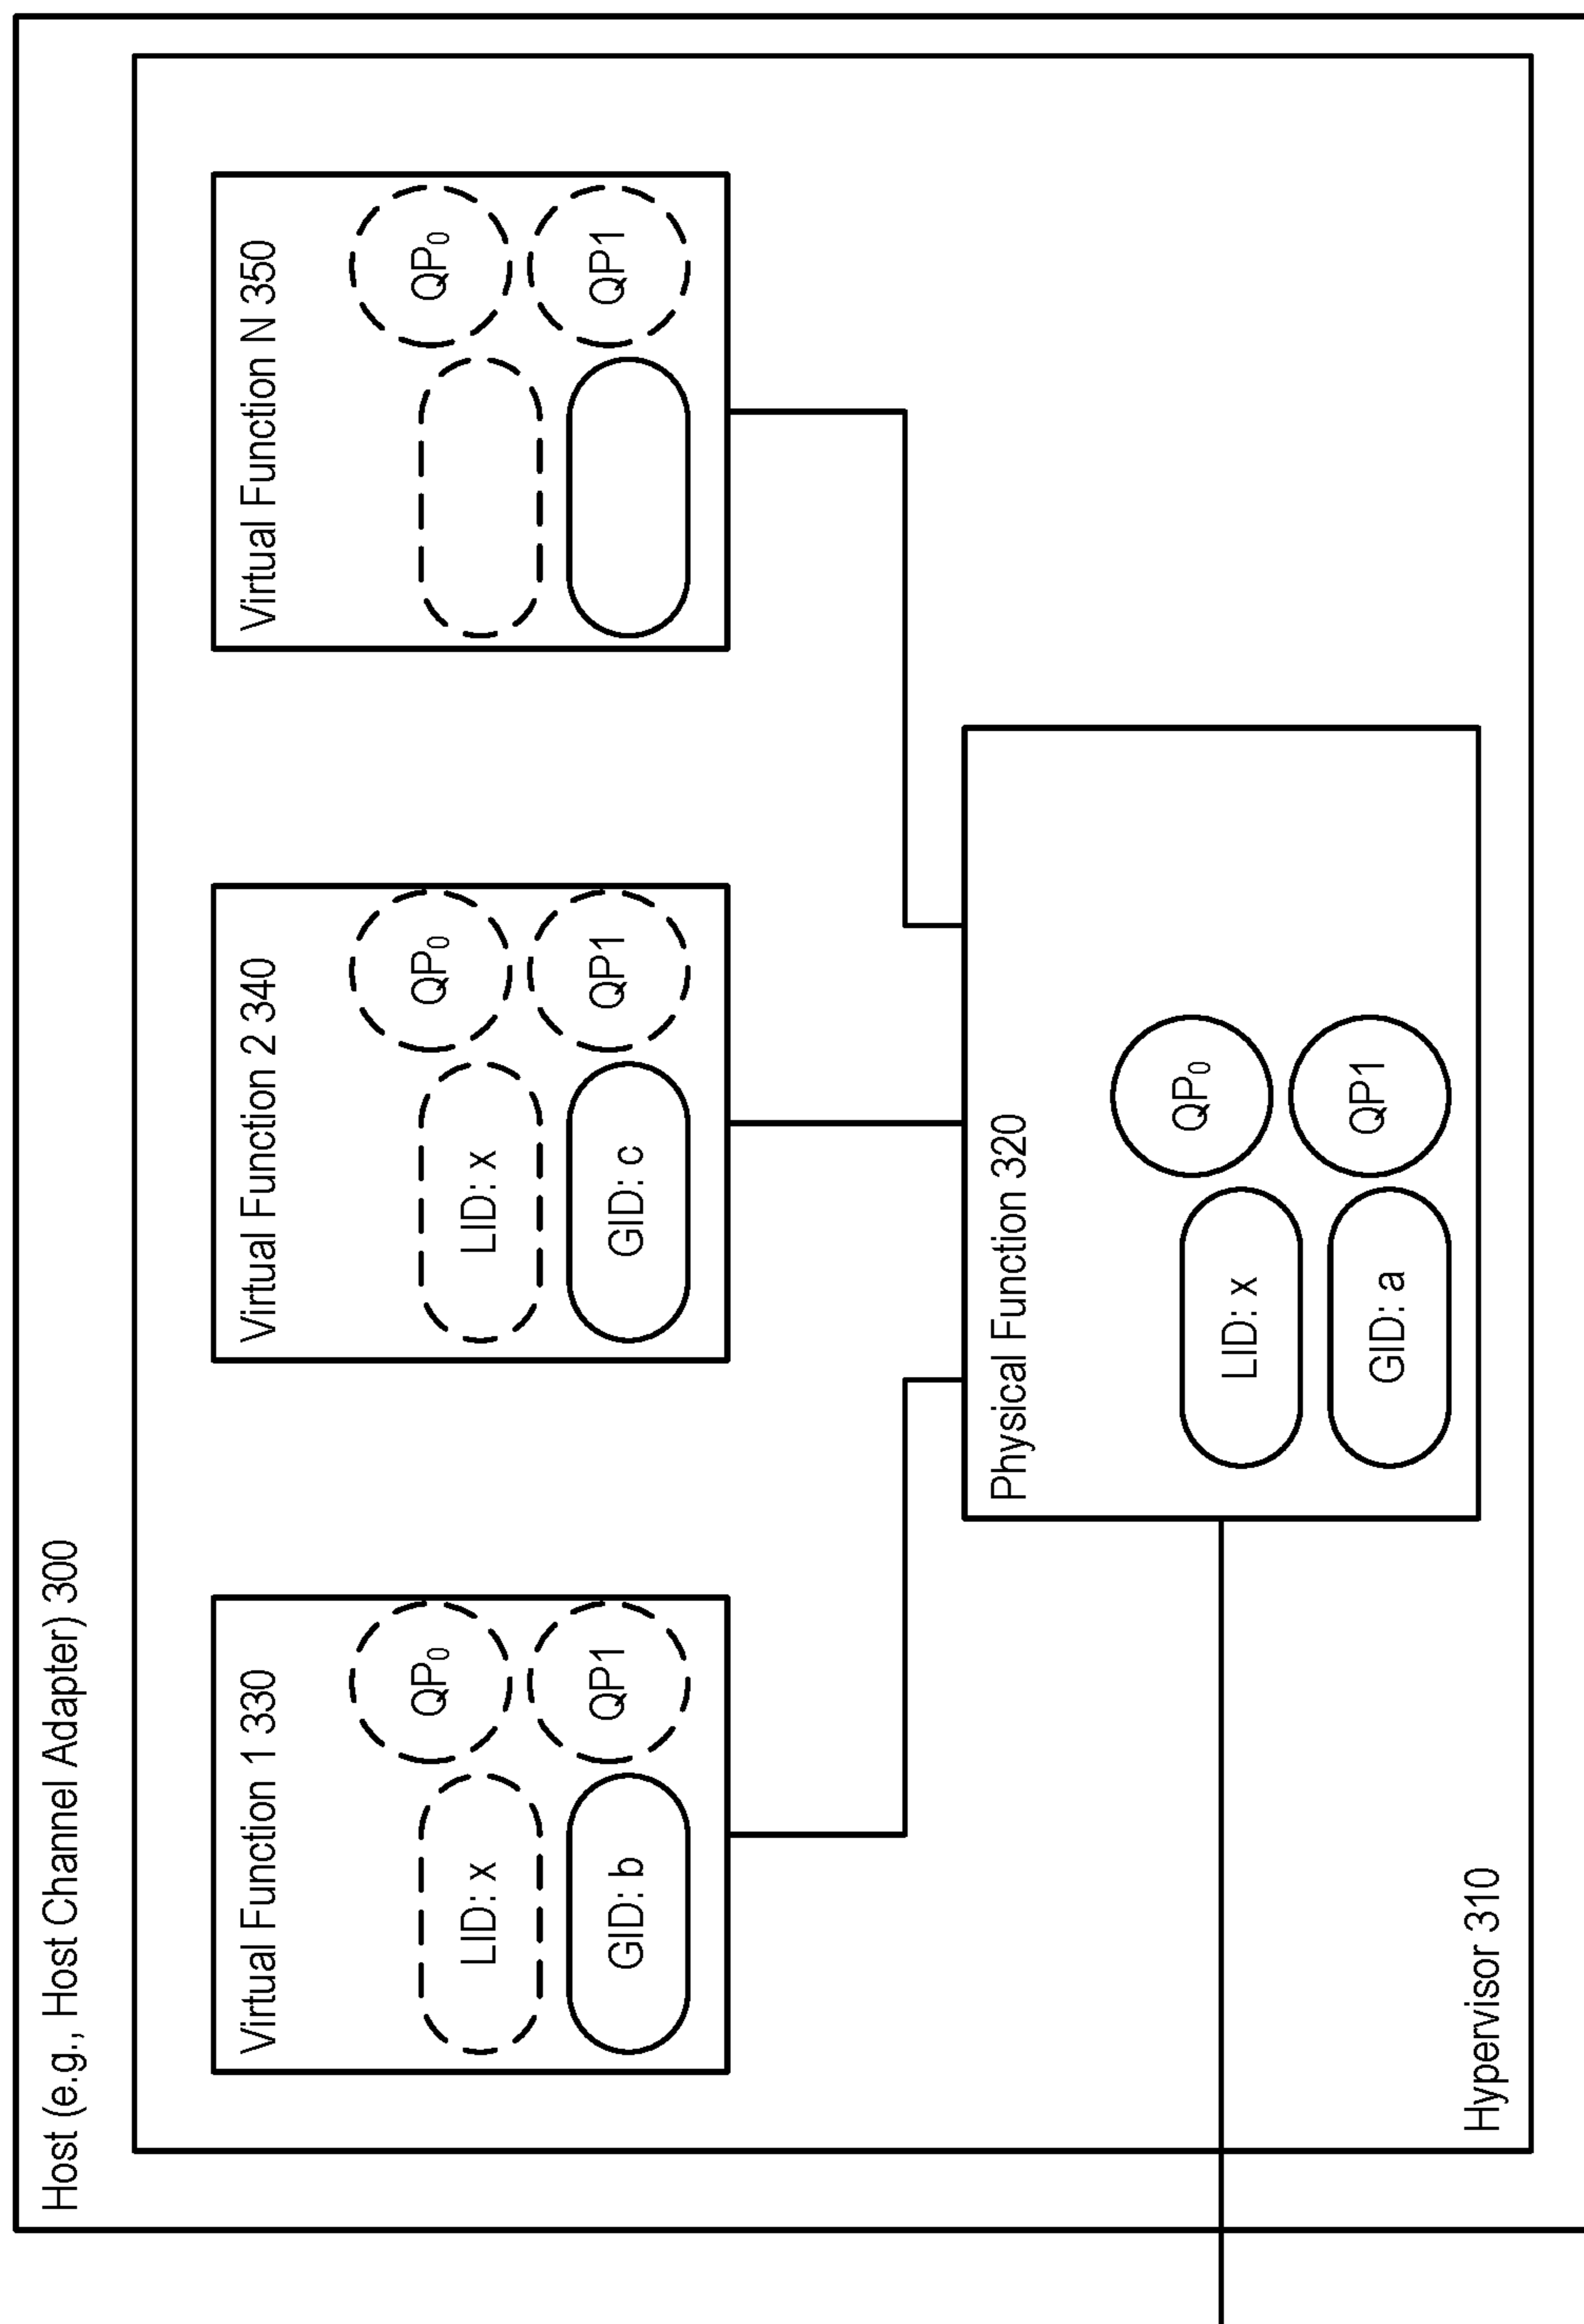 Host (e.g., Host Channel Adapter) 300
Virtual Function 1 330
QP₀
LID: x
QP1
GID: b
Virtual Function 2 340
QP₀
LID: x
QP1
GID: c
Virtual Function N 350
QP₀
QP1
Physical Function 320
QP₀
LID: x
QP1
GID: a
Hypervisor 310